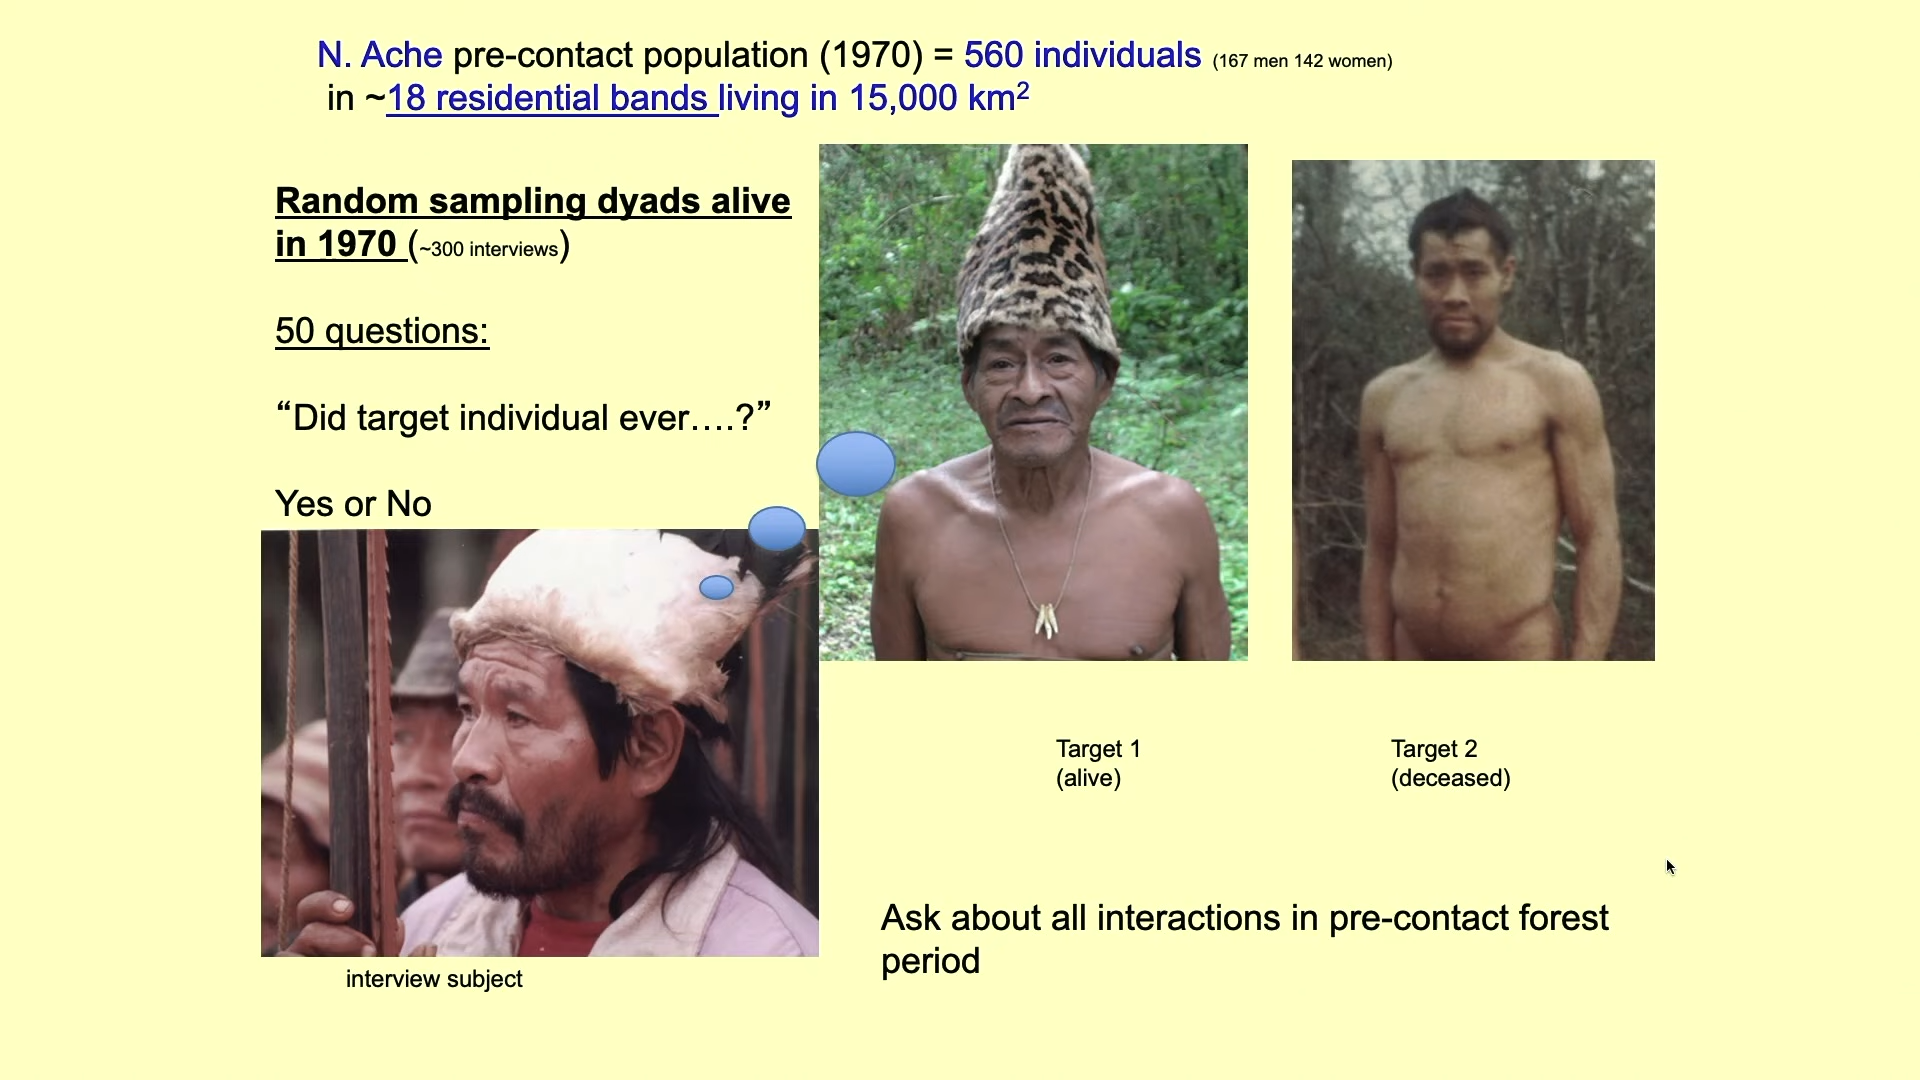 N. Ache pre-contact population (1970) = 560 individuals (167 men 142 women)
in ~18 residential bands living in 15,000 km²
Random sampling dyads alive
in 1970 (~300 interviews)
50 questions:
“Did target individual ever….?”
Yes or No
interview subject
Target 1
(alive)
Target 2
(deceased)
Ask about all interactions in pre-contact forest
period